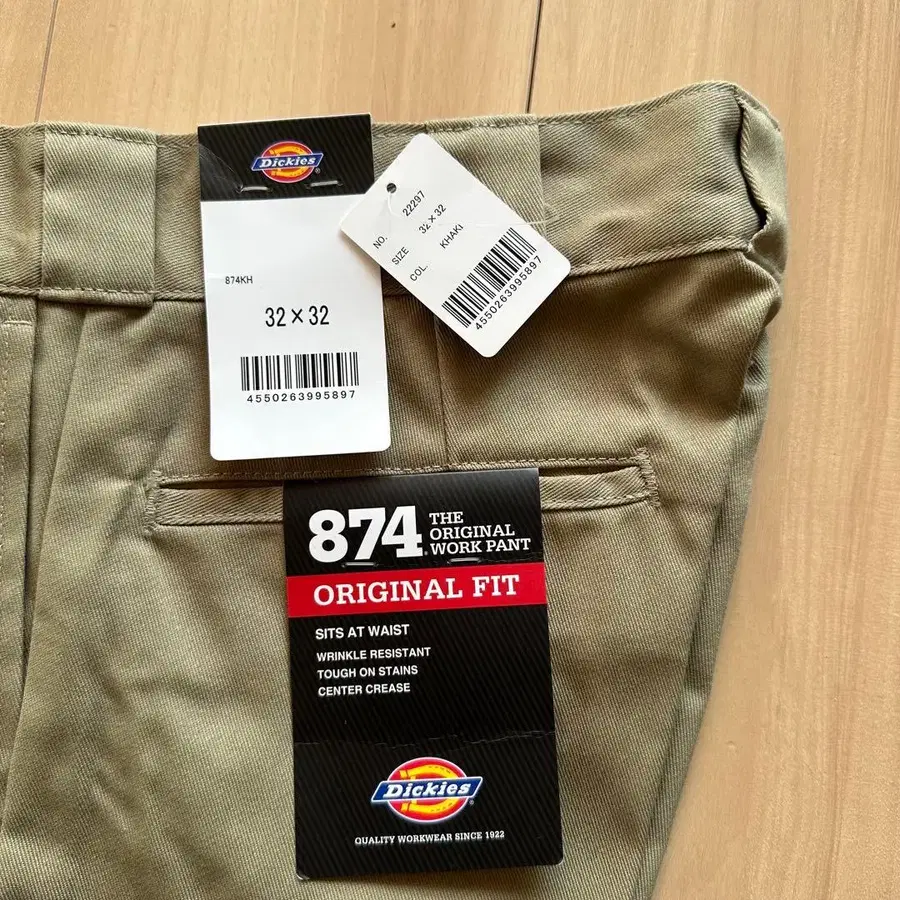 Dickies
874KH
32×32
4550263995897
NO. 22297
SIZE 32×32
COL. KHAKI
4550263995897
874 THE
ORIGINAL
WORK PANT
ORIGINAL FIT
SITS AT WAIST
WRINKLE RESISTANT
TOUGH ON STAINS
CENTER CREASE
Dickies
QUALITY WORKWEAR SINCE 1922